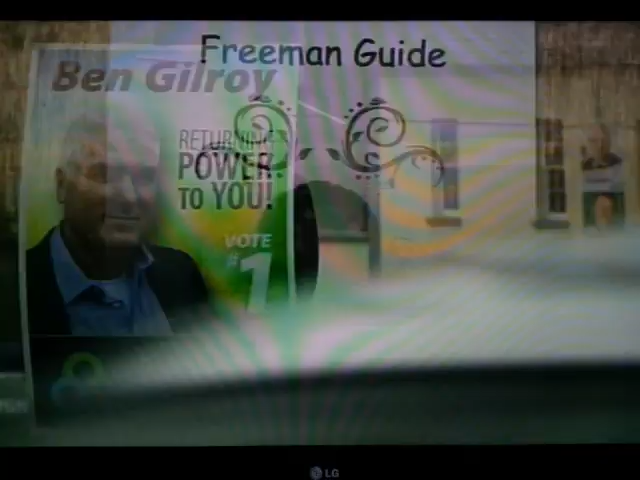 Freeman Guide
Ben Gilroy
RETURNING
POWER
TO YOU!
VOTE
#1
LG